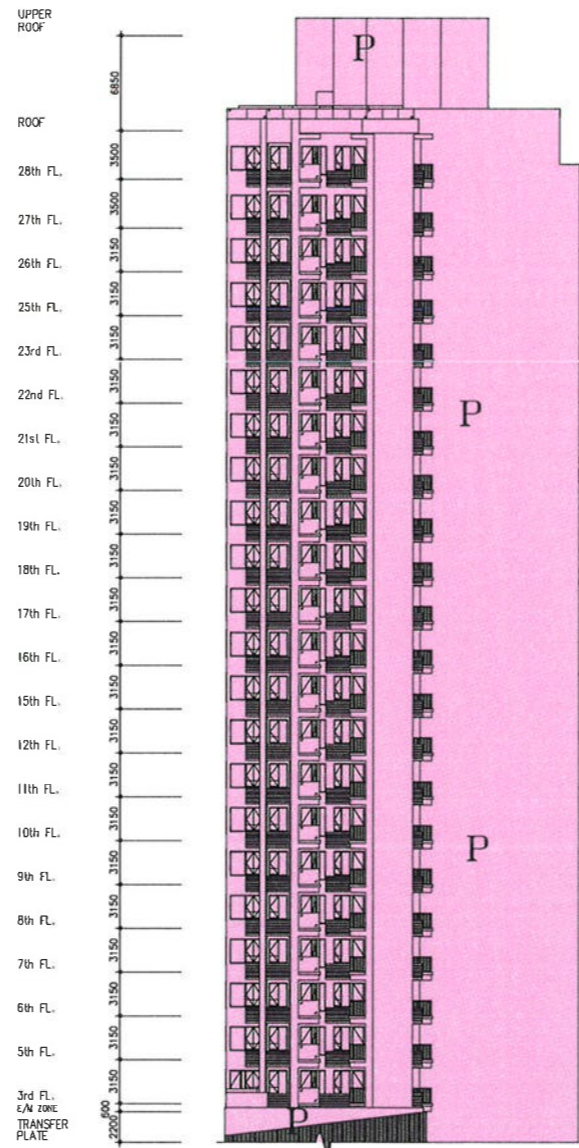 UPPER
ROOF
P
6850
ROOF
3500
28th FL.
3500
27th FL.
3150
26th FL.
3150
25th FL.
3150
23rd FL.
3150
22nd FL.
P
3150
21st FL.
3150
20th FL.
3150
19th FL.
3150
18th FL.
3150
17th FL.
3150
16th FL.
3150
15th FL.
3150
12th FL.
3150
11th FL.
3150
10th FL.
P
3150
9th FL.
3150
8th FL.
3150
7th FL.
3150
6th FL.
3150
5th FL.
3150
3rd FL.
E/M ZONE
600
TRANSFER
PLATE
2200
P